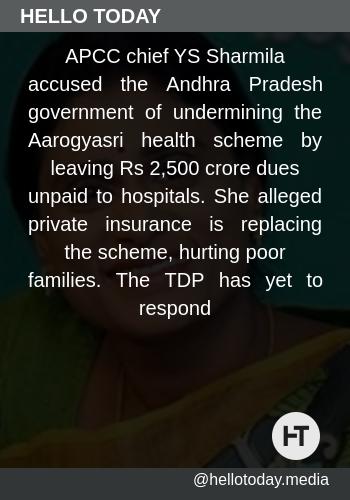 HELLO TODAY
APCC chief YS Sharmila
accused the Andhra Pradesh
government of undermining the
Aarogyasri health scheme by
leaving Rs 2,500 crore dues
unpaid to hospitals. She alleged
private insurance is replacing
the scheme, hurting poor
families. The TDP has yet to
respond
HT
@hellotoday.media